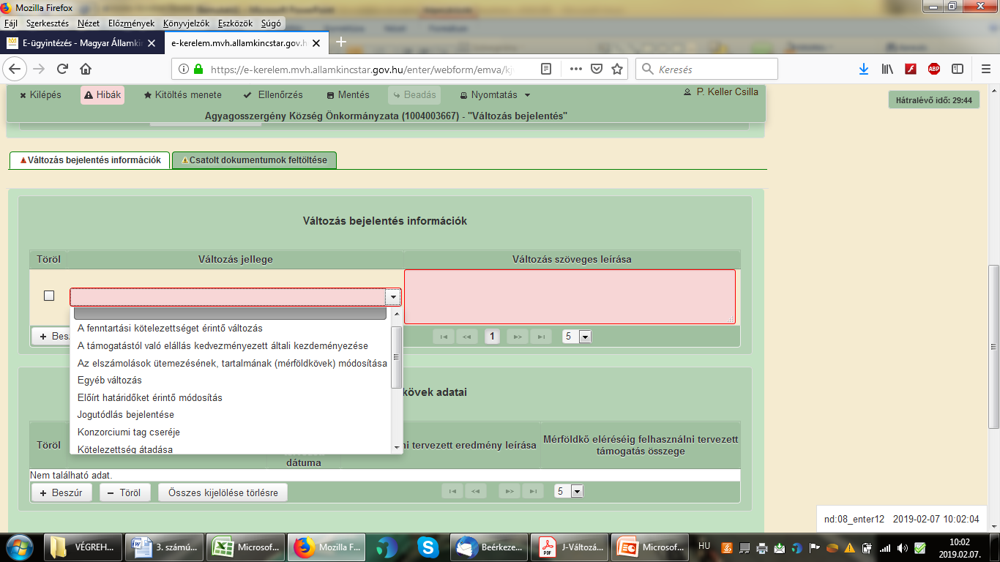 Mozilla Firefox
Fájl Szerkesztés Nézet Előzmények Könyvjelzők Eszközök Súgó
E-ügyintézés - Magyar Államki
e-kerelem.mvh.allamkincstar.gov.h
https://e-kerelem.mvh.allamkincstar.gov.hu/enter/webform/emva/kj
Keresés
ABP
Kilépés Hibák Kitöltés menete Ellenőrzés Mentés Beadás Nyomtatás
P. Keller Csilla
Hátralévő idő: 29:44
Agyagosszergény Község Önkormányzata (1004003667) - "Változás bejelentés"
Változás bejelentés információk
Csatolt dokumentumok feltöltése
Változás bejelentés információk
Töröl Változás jellege Változás szöveges leírása
A fenntartási kötelezettséget érintő változás
+ Bes
1
5
A támogatástól való elállás kedvezményezett általi kezdeményezése
Az elszámolások ütemezésének, tartalmának (mérföldkövek) módosítása
Egyéb változás
kövek adatai
Előírt határidőket érintő módosítás
Jogutódlás bejelentése
Konzorciumi tag cseréje
Kötelezettség átadása
Töröl
dátuma
ni tervezett eredmény leírása
Mérföldkő eléréséig felhasználni tervezett
támogatás összege
Nem található adat.
+ Beszúr − Töröl Összes kijelölése törlésre
5
nd:08_enter12 2019-02-07 10:02:04
VÉGREH...
3. számú...
Microsof...
Mozilla F...
Beérkeze...
J-Változá...
Microsof...
HU
10:02
2019.02.07.